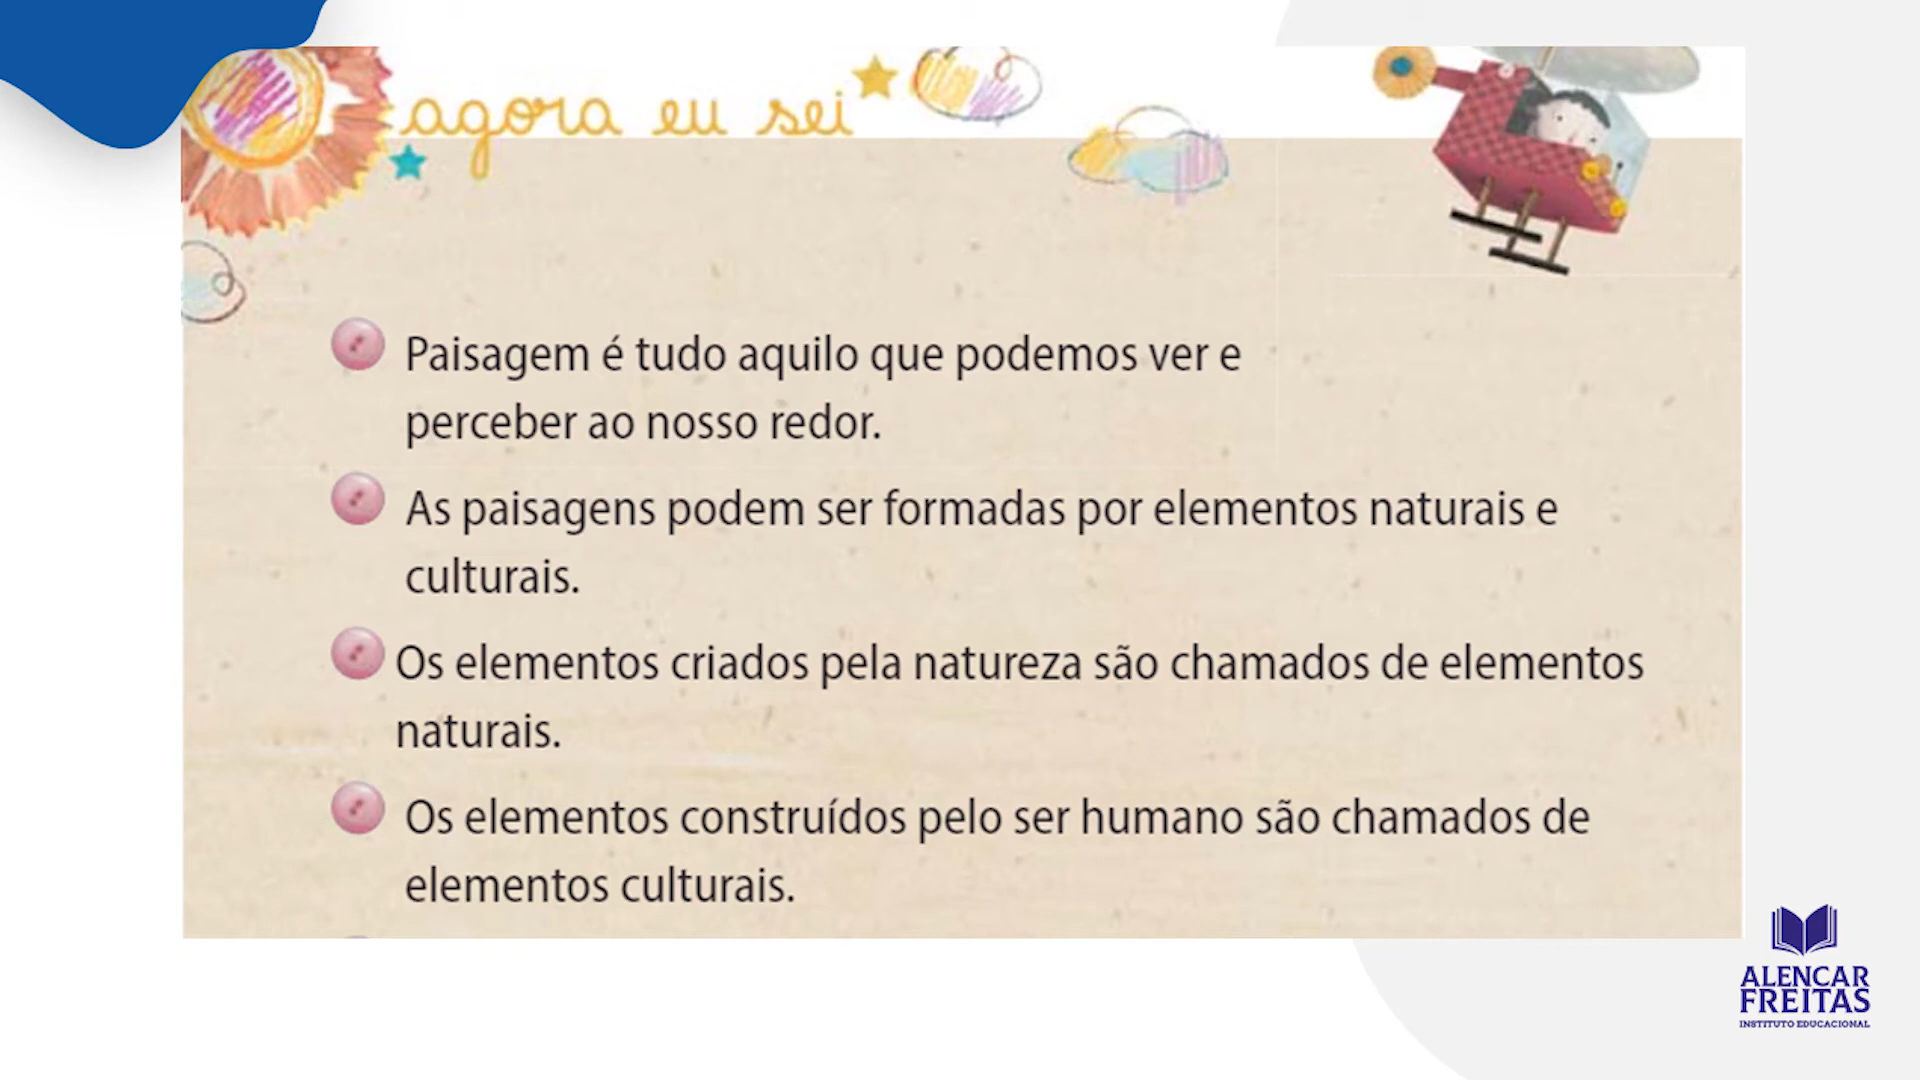 agora eu sei
Paisagem é tudo aquilo que podemos ver e
perceber ao nosso redor.
As paisagens podem ser formadas por elementos naturais e
culturais.
Os elementos criados pela natureza são chamados de elementos
naturais.
Os elementos construídos pelo ser humano são chamados de
elementos culturais.
ALENCAR
FREITAS
INSTITUTO EDUCACIONAL